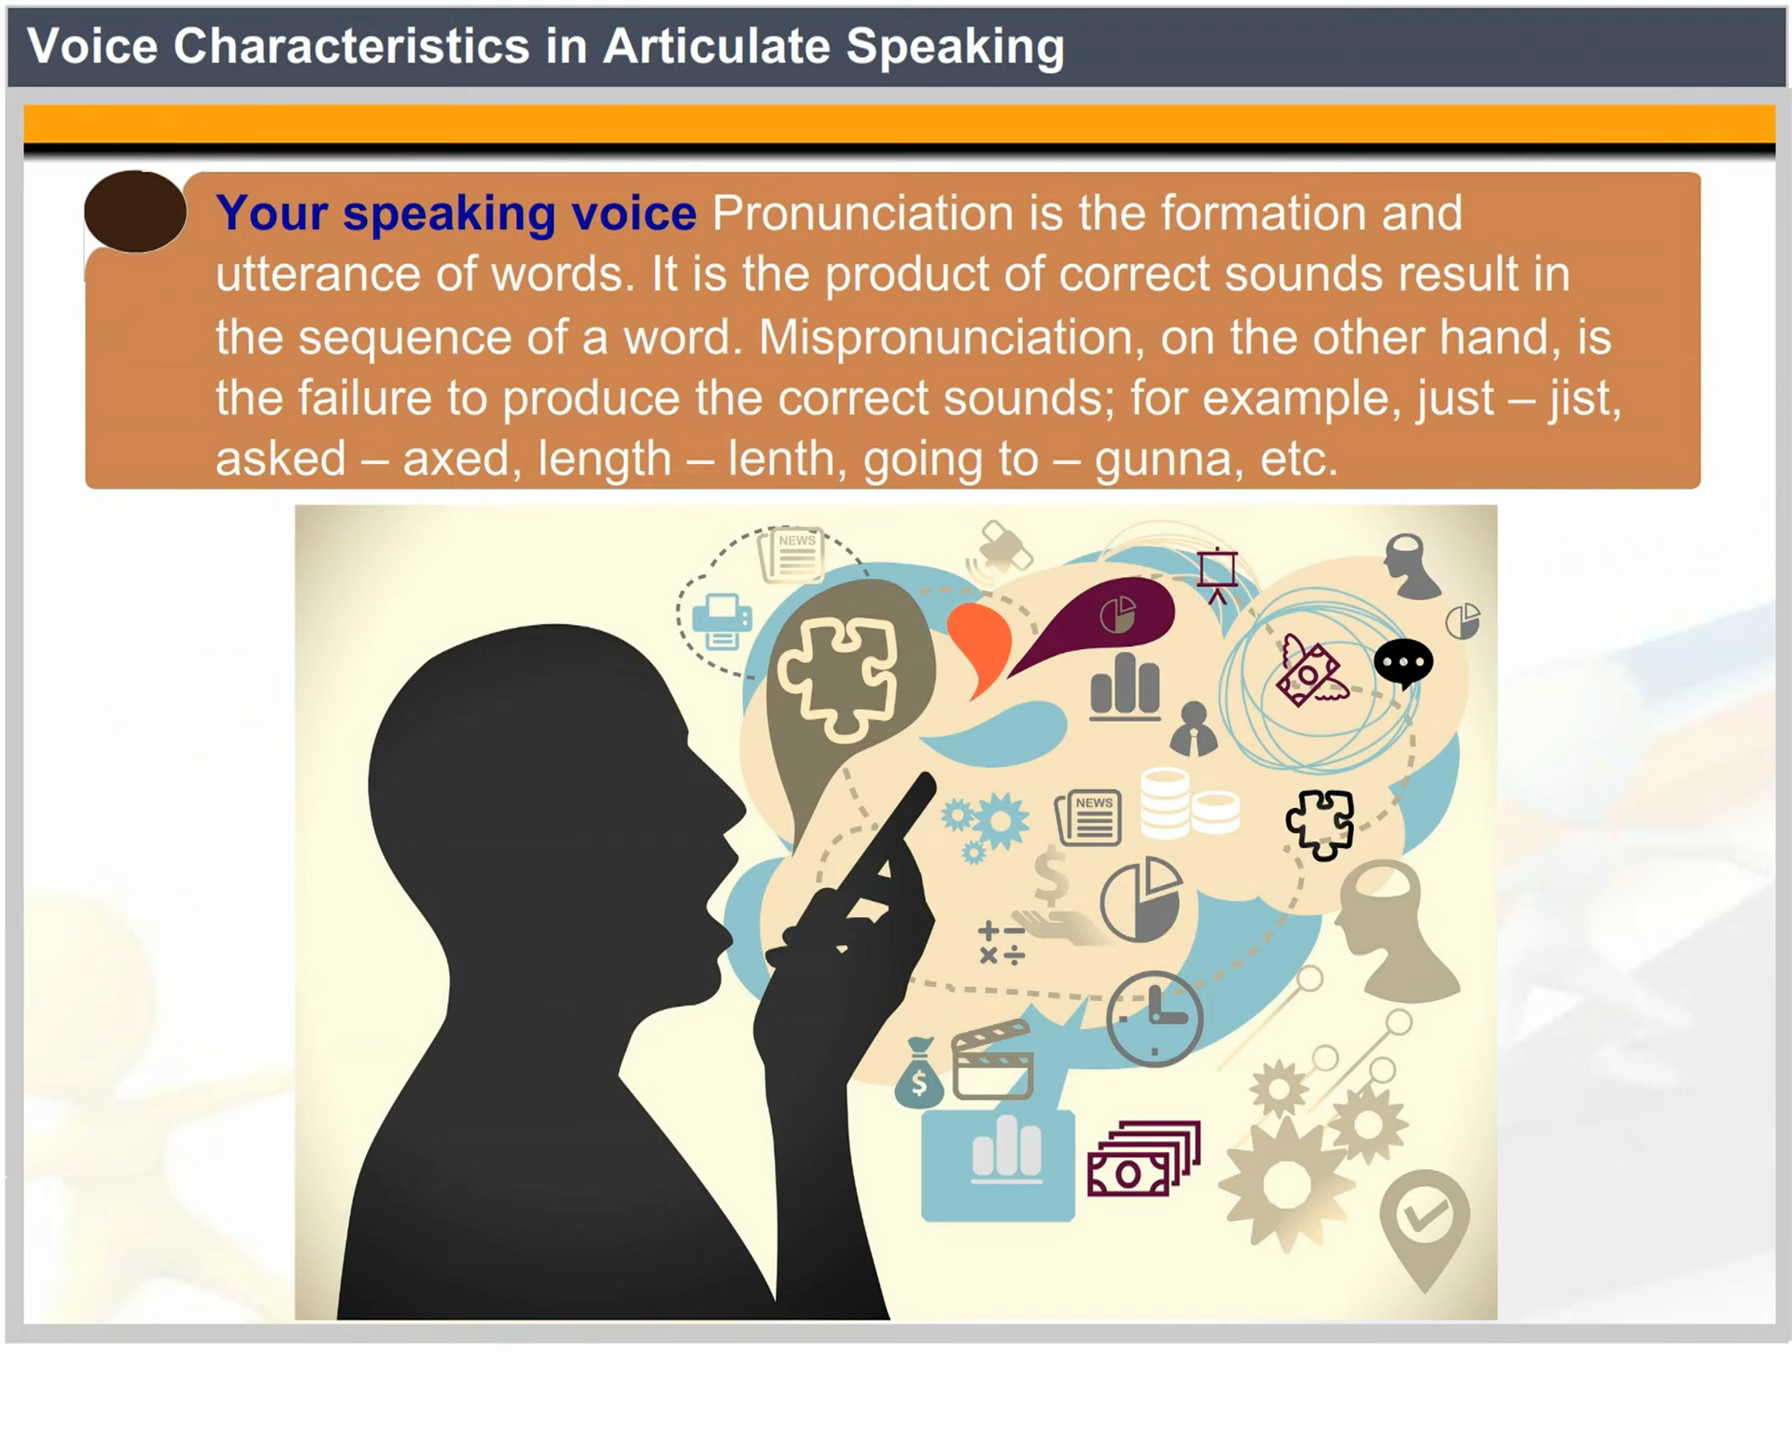 Voice Characteristics in Articulate Speaking
Your speaking voice Pronunciation is the formation and
utterance of words. It is the product of correct sounds result in
the sequence of a word. Mispronunciation, on the other hand, is
the failure to produce the correct sounds; for example, just – jist,
asked – axed, length – lenth, going to – gunna, etc.
NEWS
NEWS
$
+ −
× ÷
$